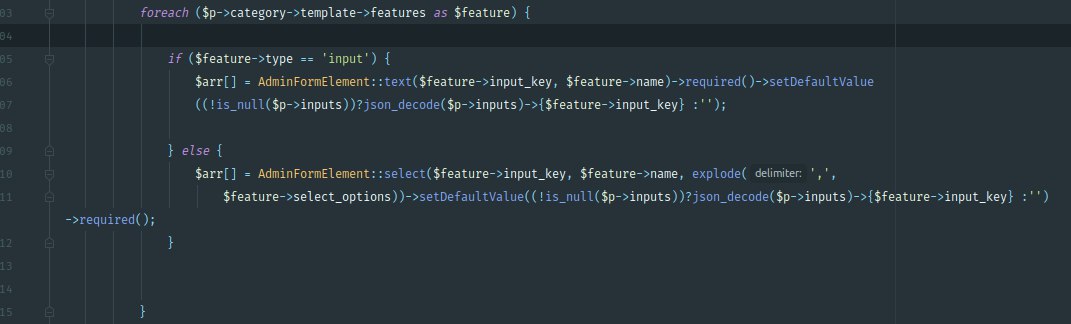 03 foreach ($p->category->template->features as $feature) {
04
05 if ($feature->type == 'input') {
06 $arr[] = AdminFormElement::text($feature->input_key, $feature->name)->required()->setDefaultValue
07 ((!is_null($p->inputs))?json_decode($p->inputs)->{$feature->input_key} :'');
08
09 } else {
10 $arr[] = AdminFormElement::select($feature->input_key, $feature->name, explode( delimiter: ',',
11 $feature->select_options))->setDefaultValue((!is_null($p->inputs))?json_decode($p->inputs)->{$feature->input_key} :'')
->required();
12 }
13
14
15 }